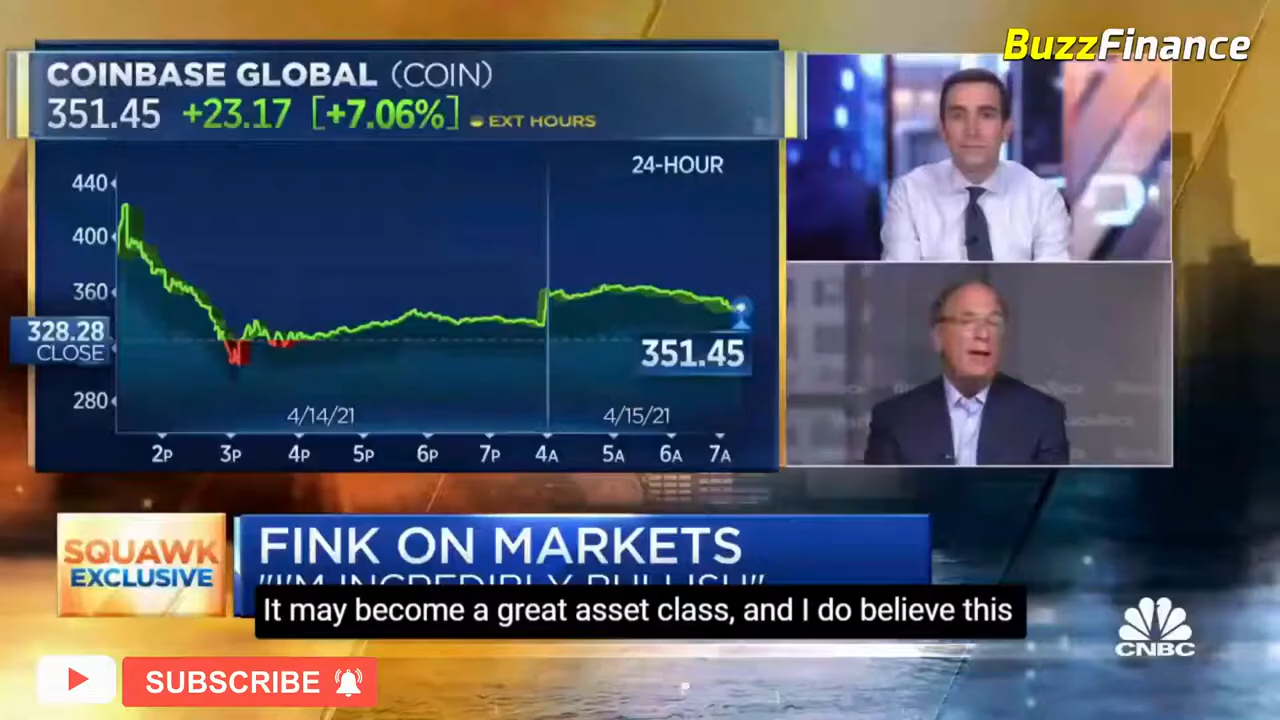 BuzzFinance
COINBASE GLOBAL (COIN)
351.45 +23.17 [+7.06%] EXT HOURS
24-HOUR
440
400
360
328.28
CLOSE
280
351.45
4/14/21 4/15/21
2P 3P 4P 5P 6P 7P 4A 5A 6A 7A
SQUAWK
EXCLUSIVE
FINK ON MARKETS
"I'M INCREDIBLY BULLISH"
It may become a great asset class, and I do believe this
CNBC
SUBSCRIBE